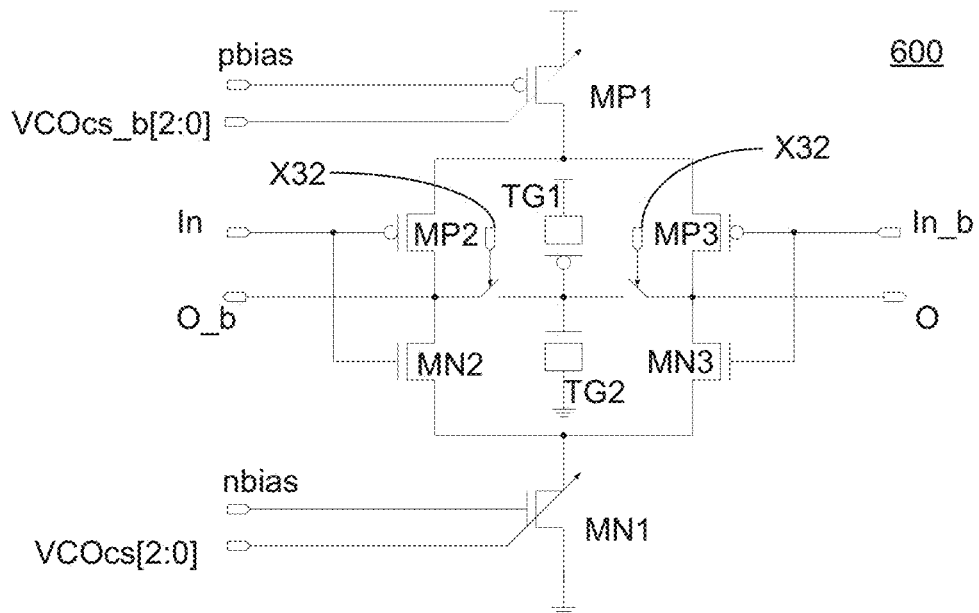 pbias
600
MP1
VCOcs_b[2:0]
X32
X32
TG1
In
MP2
MP3
In_b
O_b
O
MN2
MN3
TG2
nbias
MN1
VCOcs[2:0]